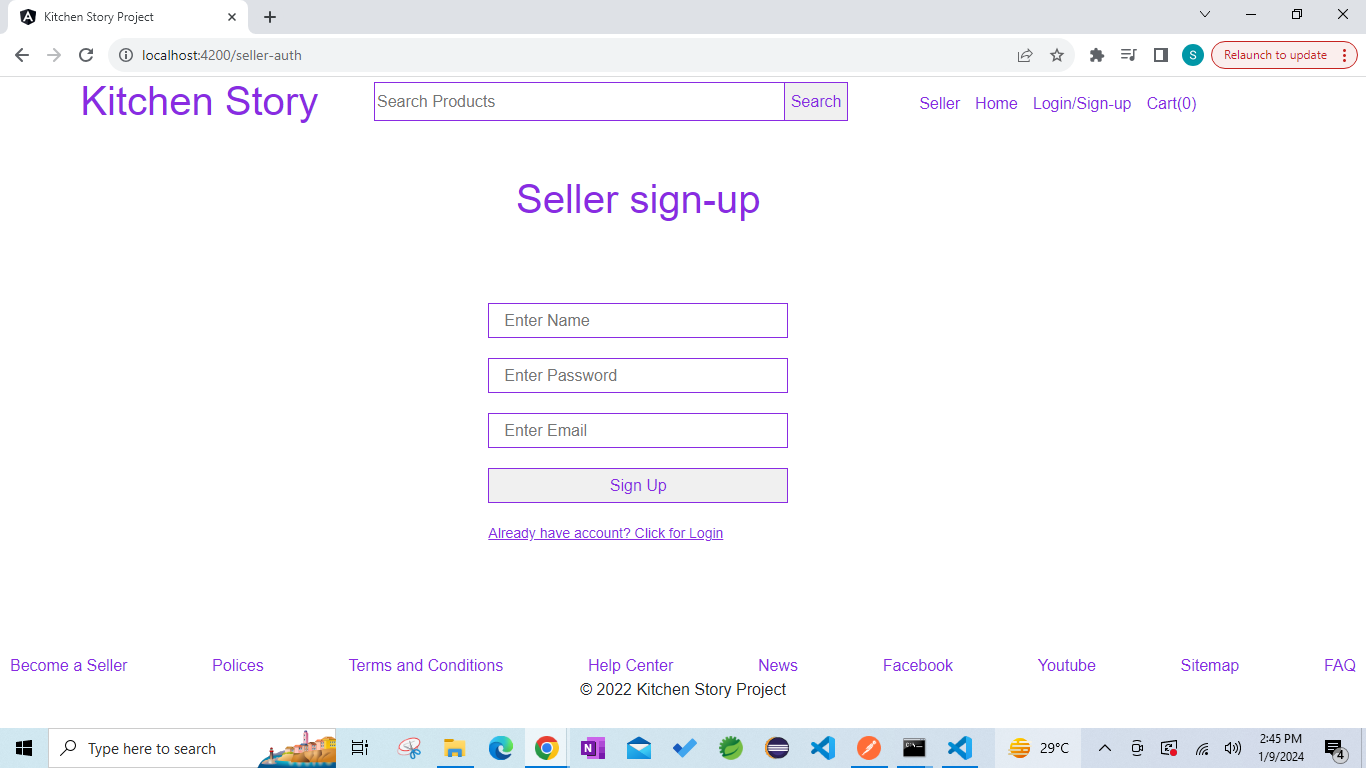 Kitchen Story Project
localhost:4200/seller-auth
S
Relaunch to update
Kitchen Story
Search Products
Search
Seller Home Login/Sign-up Cart(0)
Seller sign-up
Enter Name
Enter Password
Enter Email
Sign Up
Already have account? Click for Login
Become a Seller Polices Terms and Conditions Help Center News Facebook Youtube Sitemap FAQ
© 2022 Kitchen Story Project
Type here to search
29°C
2:45 PM
1/9/2024
4